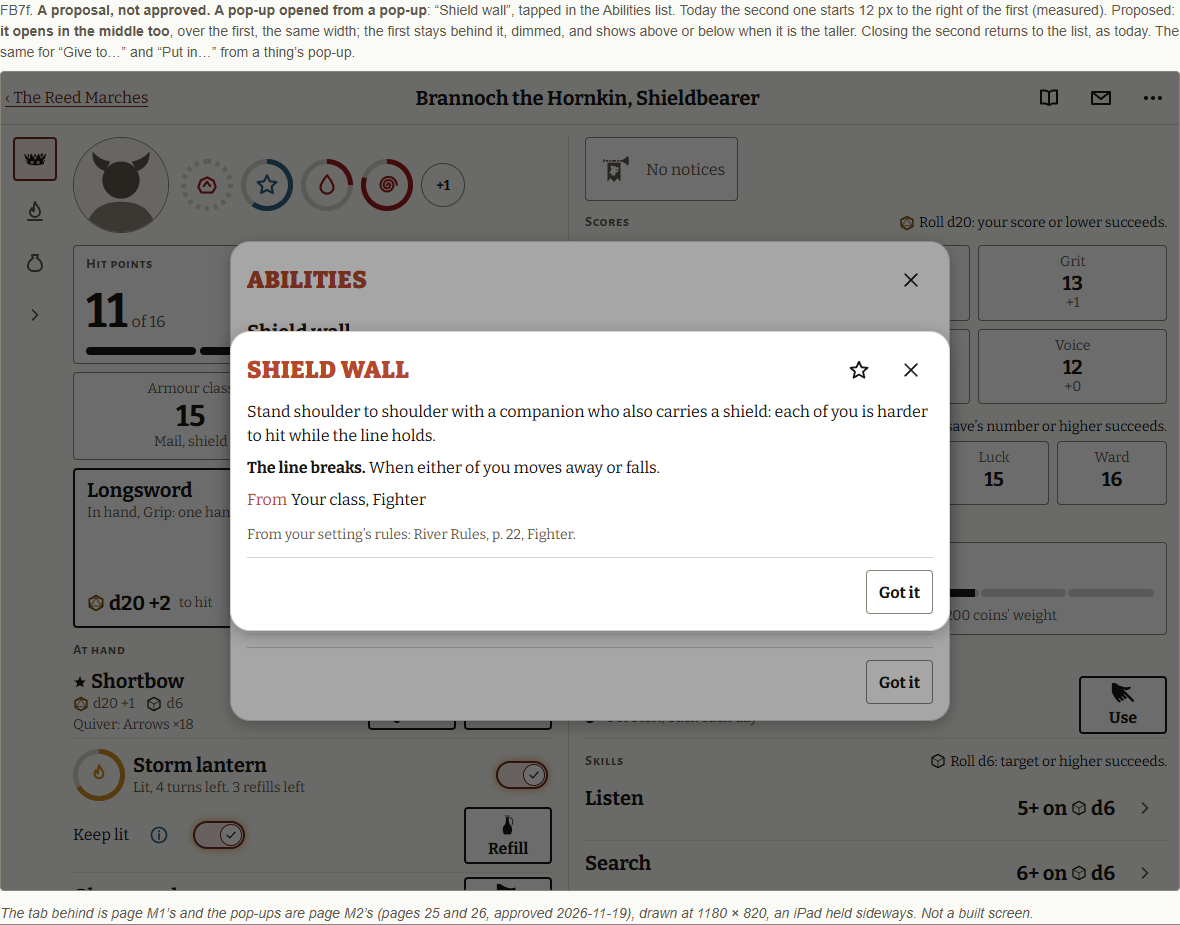 FB7f. A proposal, not approved. A pop-up opened from a pop-up: “Shield wall”, tapped in the Abilities list. Today the second one starts 12 px to the right of the first (measured). Proposed:
it opens in the middle too, over the first, the same width; the first stays behind it, dimmed, and shows above or below when it is the taller. Closing the second returns to the list, as today. The
same for “Give to…” and “Put in…” from a thing’s pop-up.
‹ The Reed Marches
Brannoch the Hornkin, Shieldbearer
+1
No notices
SCORES
Roll d20: your score or lower succeeds.
HIT POINTS
11 of 16
Grit
13
+1
ABILITIES
Shield wall
Voice
12
+0
Armour class
15
Mail, shield
SHIELD WALL
Stand shoulder to shoulder with a companion who also carries a shield: each of you is harder
to hit while the line holds.
The line breaks. When either of you moves away or falls.
From Your class, Fighter
From your setting’s rules: River Rules, p. 22, Fighter.
Got it
save’s number or higher succeeds.
Luck
15
Ward
16
Longsword
In hand, Grip: one han
d20 +2 to hit
00 coins’ weight
Got it
AT HAND
Shortbow
d20 +1 d6
Quiver: Arrows ×18
Use
Storm lantern
Lit, 4 turns left. 3 refills left
Keep lit
Refill
SKILLS
Roll d6: target or higher succeeds.
Listen
5+ on d6
Search
6+ on d6
The tab behind is page M1’s and the pop-ups are page M2’s (pages 25 and 26, approved 2026-11-19), drawn at 1180 × 820, an iPad held sideways. Not a built screen.